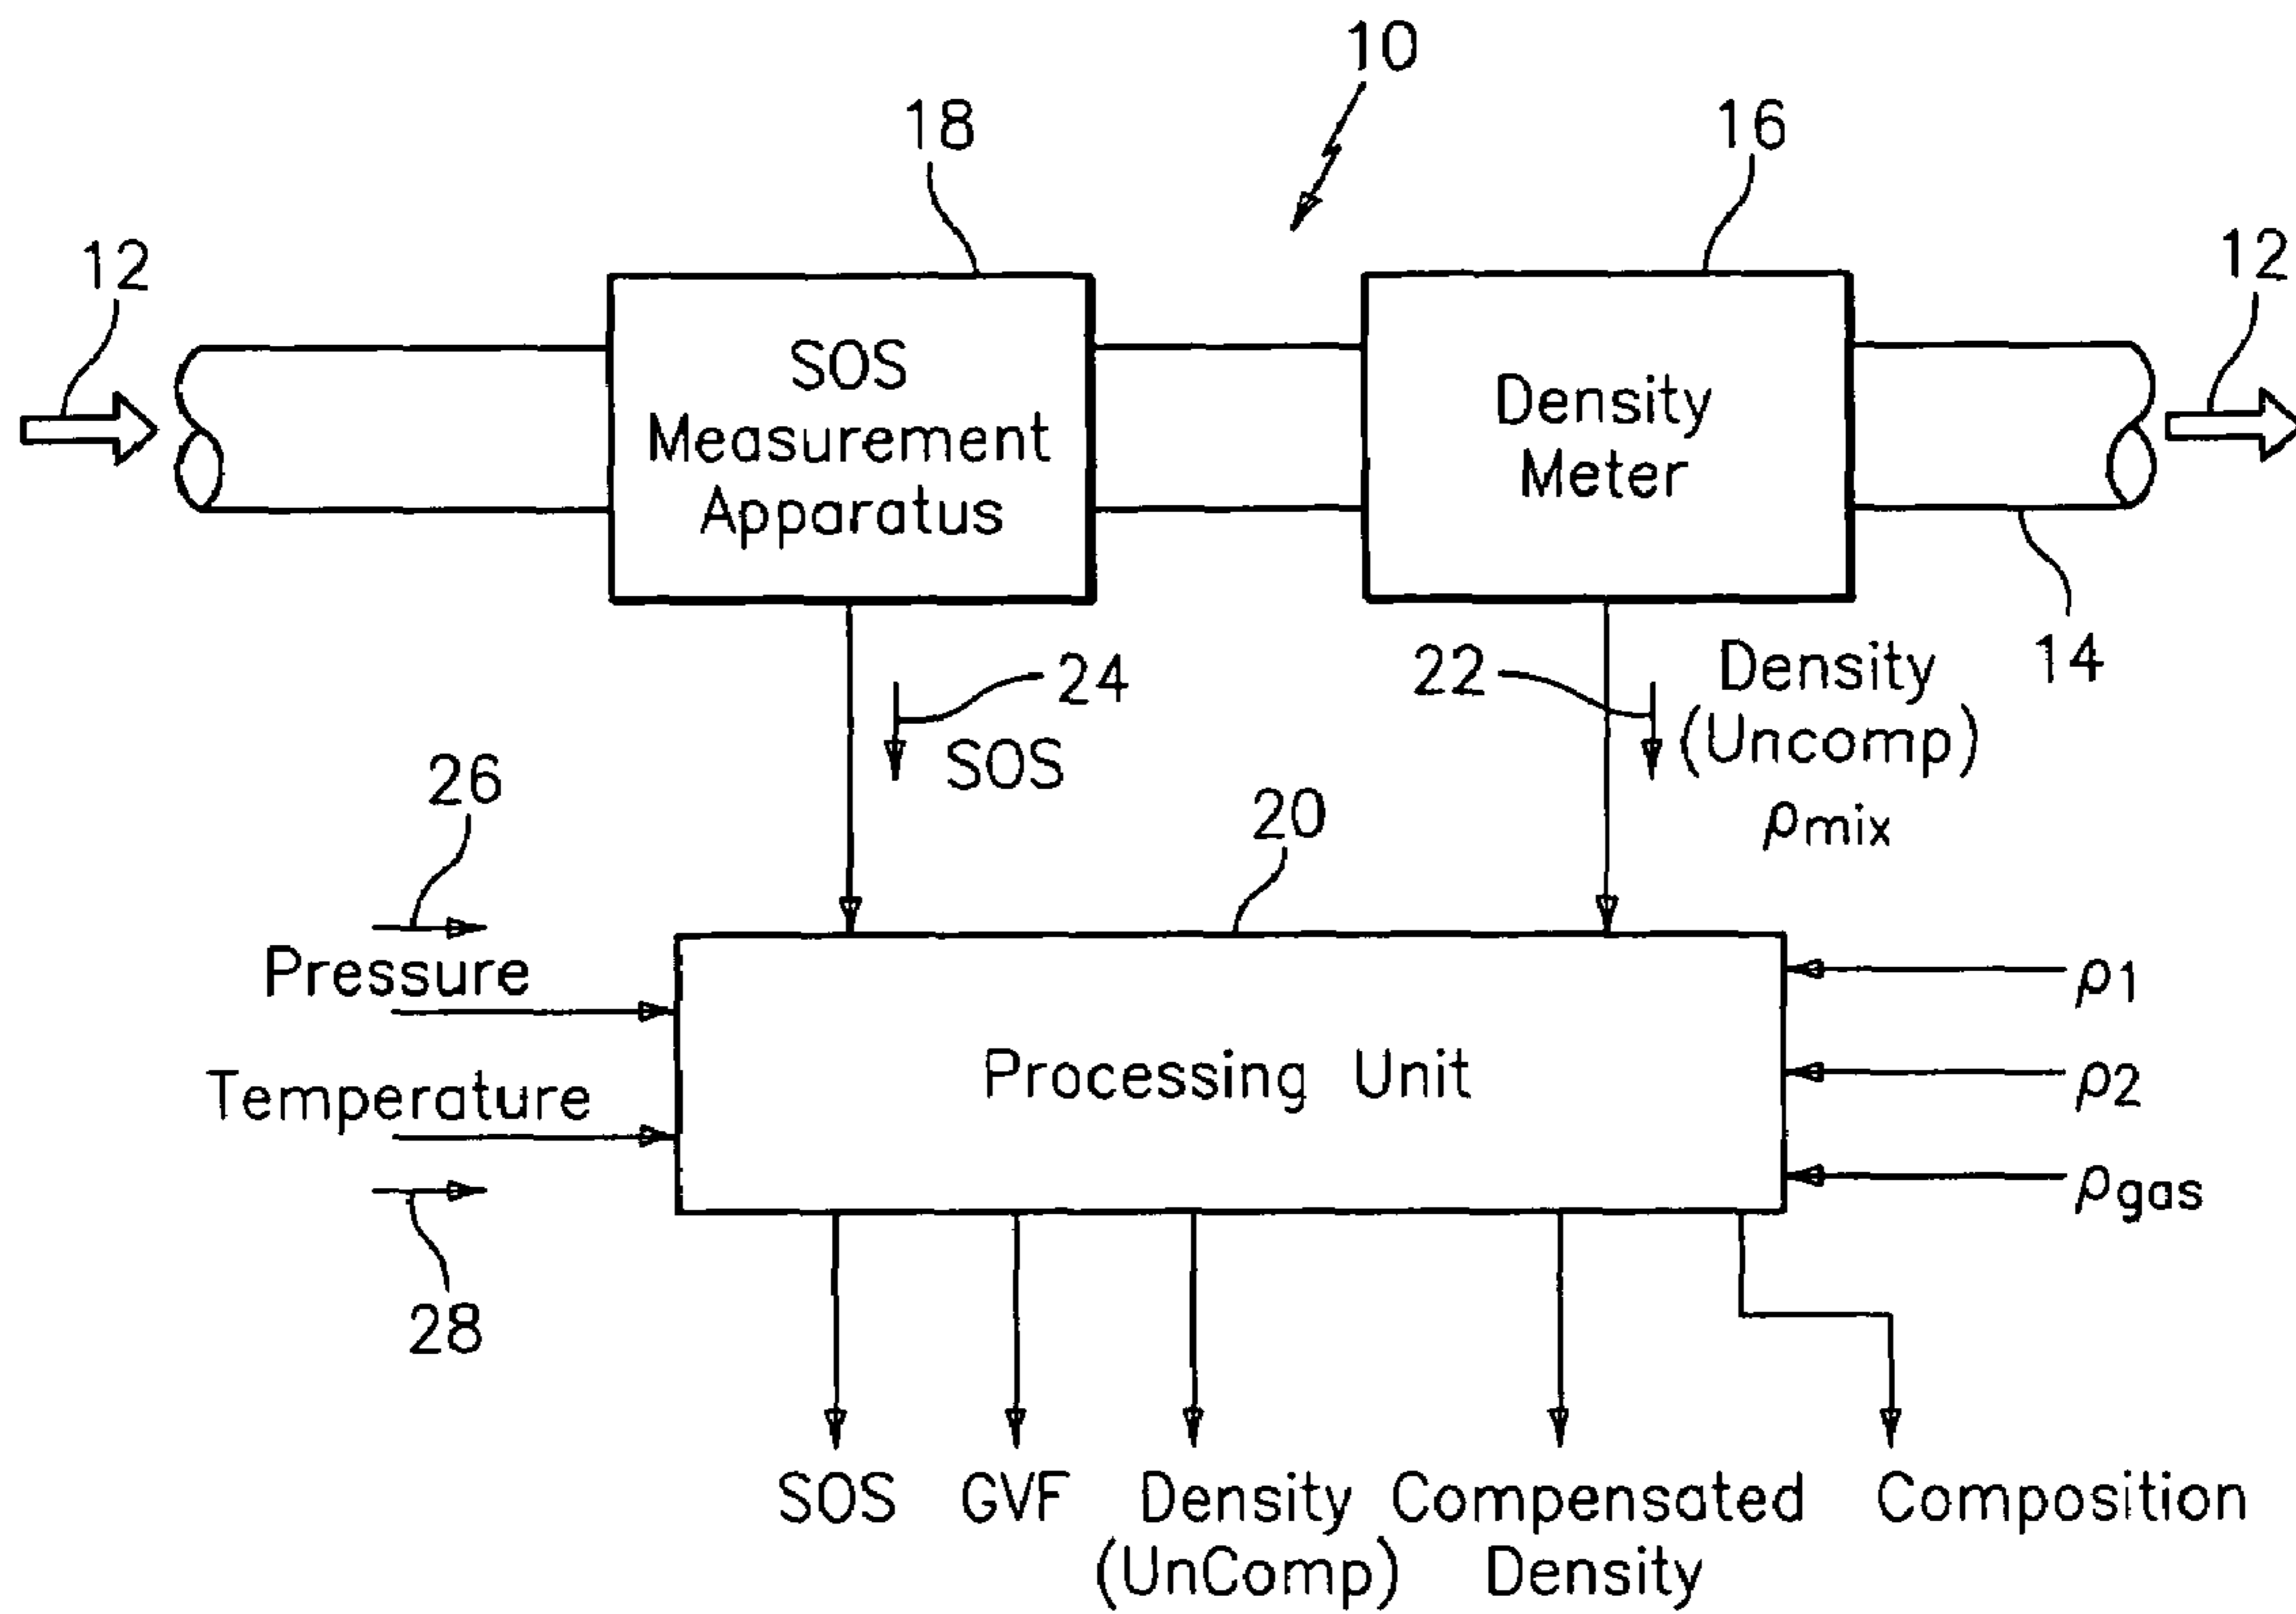 10
18
16
12
12
SOS
Measurement
Apparatus
Density
Meter
14
24
SOS
22
Density
(Uncomp)
ρmix
26
20
Pressure
Temperature
28
Processing Unit
ρ1
ρ2
ρgas
SOS
GVF
Density
(UnComp)
Compensated
Density
Composition